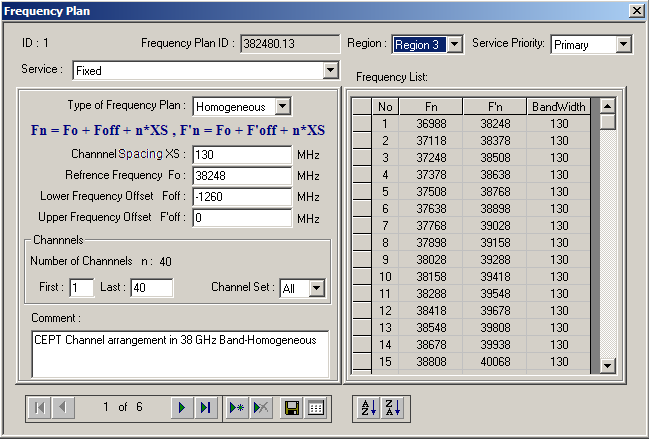 Frequency Plan
ID : 1 Frequency Plan ID : 382480.13 Region : Region 3 Service Priority: Primary
Service : Fixed
Frequency List:
Type of Frequency Plan : Homogeneous
Fn = Fo + Foff + n*XS , F'n = Fo + F'off + n*XS
Channnel Spacing XS : 130 MHz
Refrence Frequency Fo : 38248 MHz
Lower Frequency Offset Foff : -1260 MHz
Upper Frequency Offset F'off : 0 MHz
Channnels
Number of Channnels n : 40
First : 1 Last : 40 Channel Set : All
Comment :
CEPT Channel arrangement in 38 GHz Band-Homogeneous
No Fn F'n BandWidth
1 36988 38248 130
2 37118 38378 130
3 37248 38508 130
4 37378 38638 130
5 37508 38768 130
6 37638 38898 130
7 37768 39028 130
8 37898 39158 130
9 38028 39288 130
10 38158 39418 130
11 38288 39548 130
12 38418 39678 130
13 38548 39808 130
14 38678 39938 130
15 38808 40068 130
1 of 6
A Z Z A